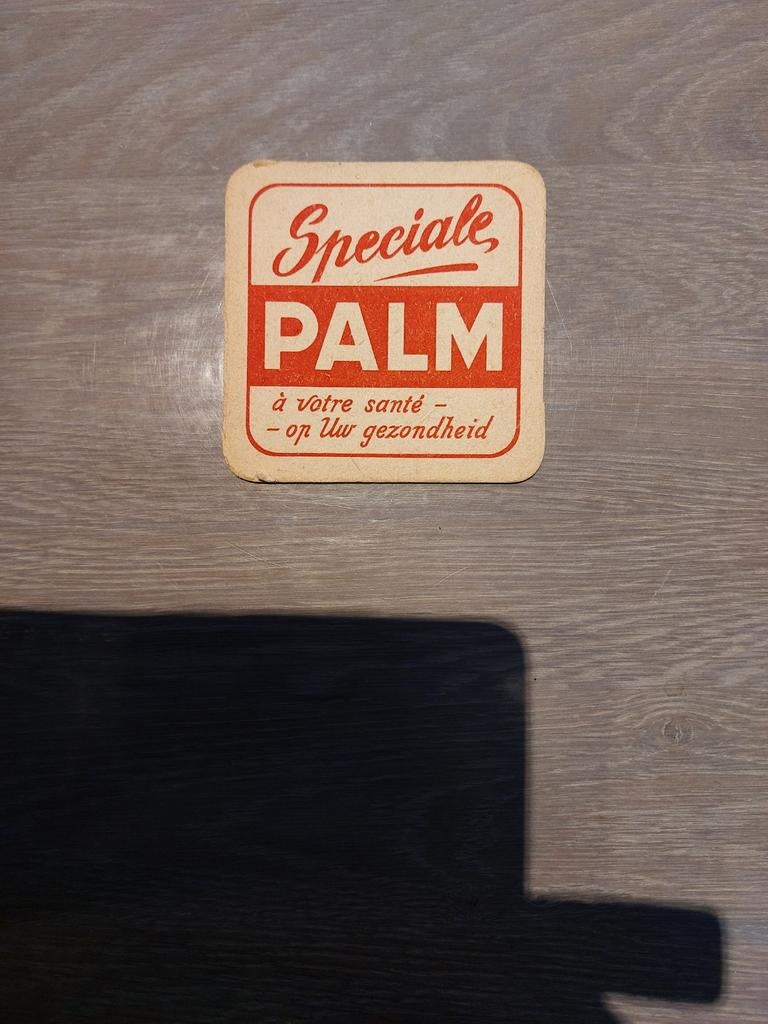 Speciale
PALM
à votre santé -
- op Uw gezondheid